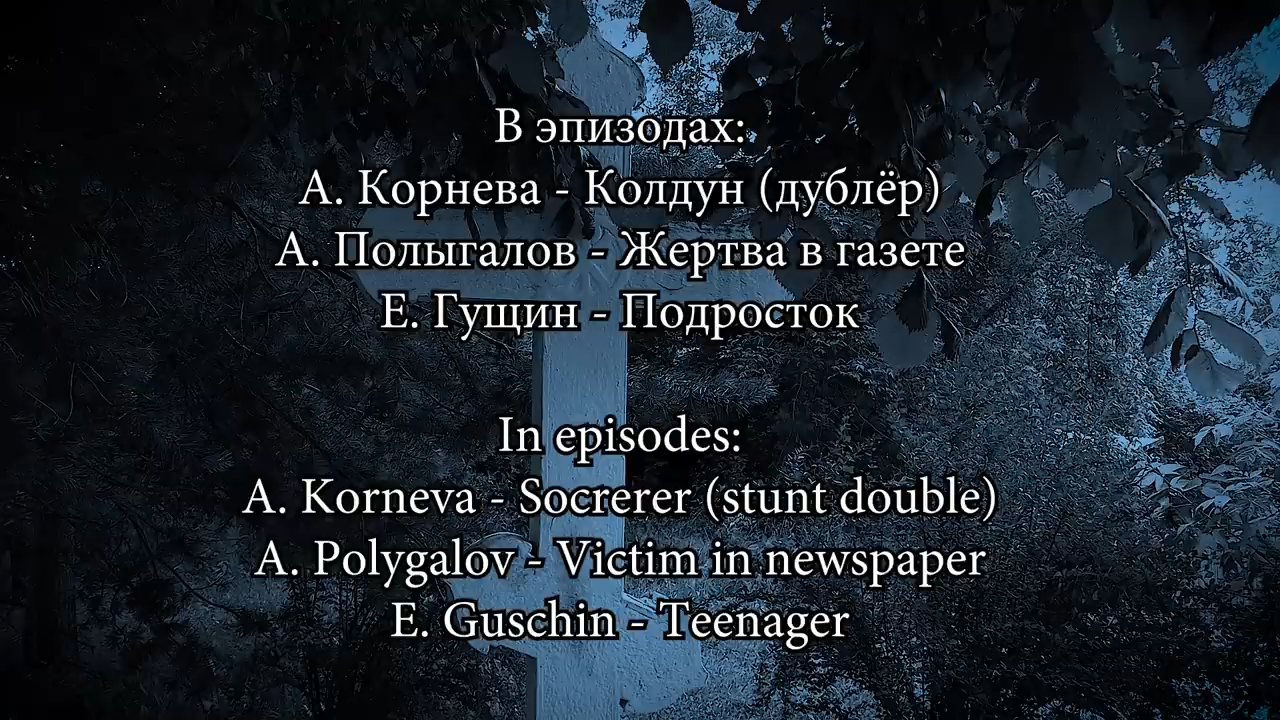 В эпизодах:
А. Корнева - Колдун (дублёр)
А. Полыгалов - Жертва в газете
Е. Гущин - Подросток
In episodes:
A. Korneva - Socrerer (stunt double)
A. Polygalov - Victim in newspaper
E. Guschin - Teenager